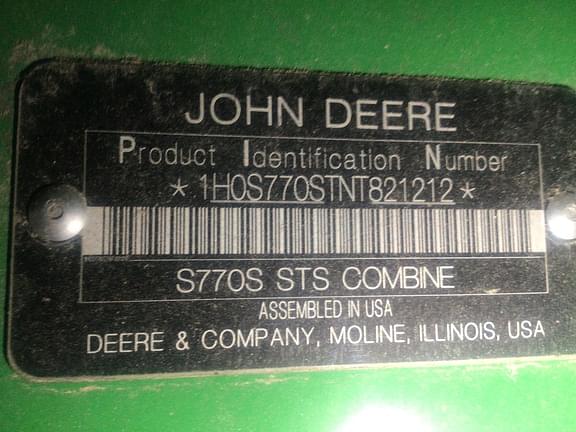 JOHN DEERE
Product Identification Number
*1H0S770STNT821212*
S770S STS COMBINE
ASSEMBLED IN USA
DEERE & COMPANY, MOLINE, ILLINOIS, USA